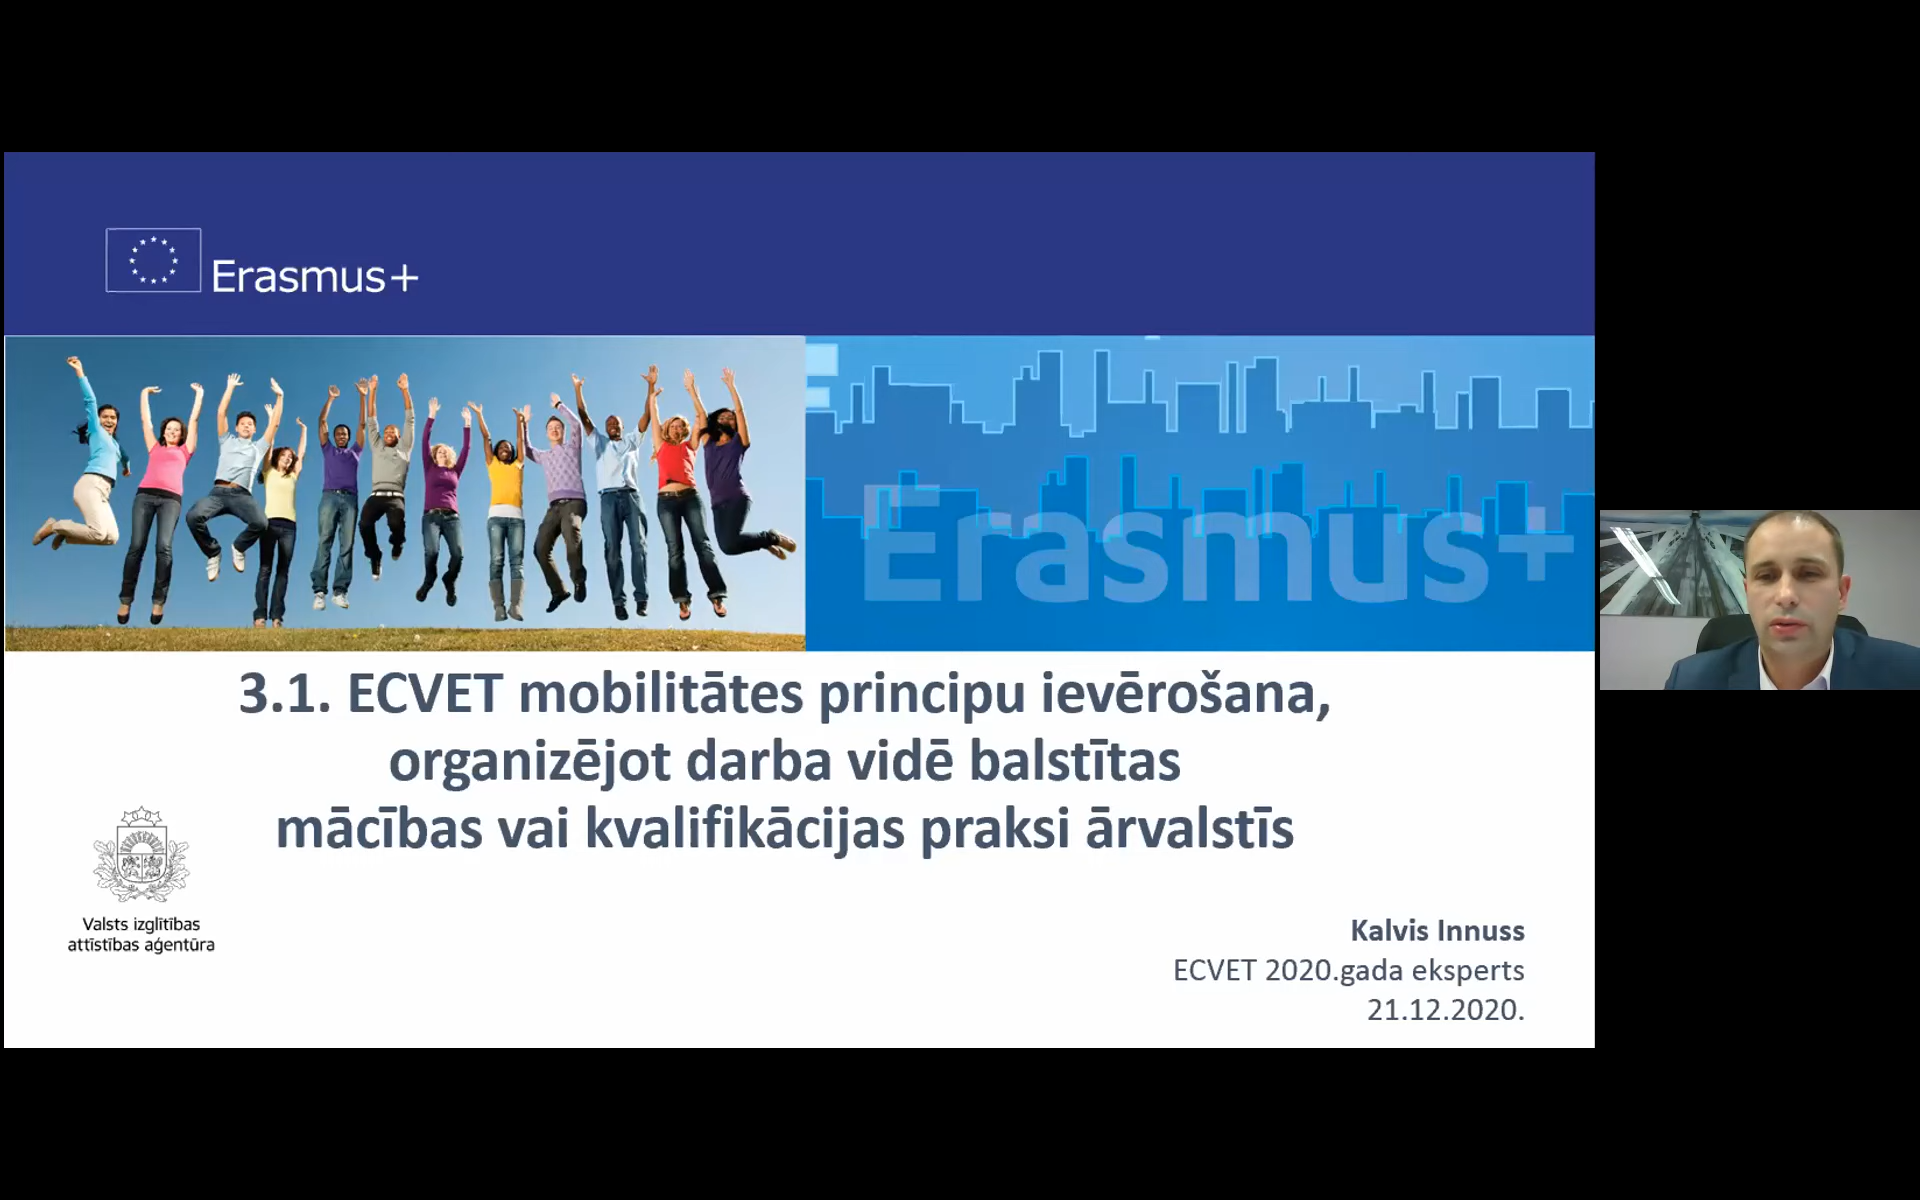 Erasmus+
Erasmus+
3.1. ECVET mobilitātes principu ievērošana,
organizējot darba vidē balstītas
mācības vai kvalifikācijas praksi ārvalstīs
Valsts izglītības
attīstības aģentūra
Kalvis Innuss
ECVET 2020.gada eksperts
21.12.2020.